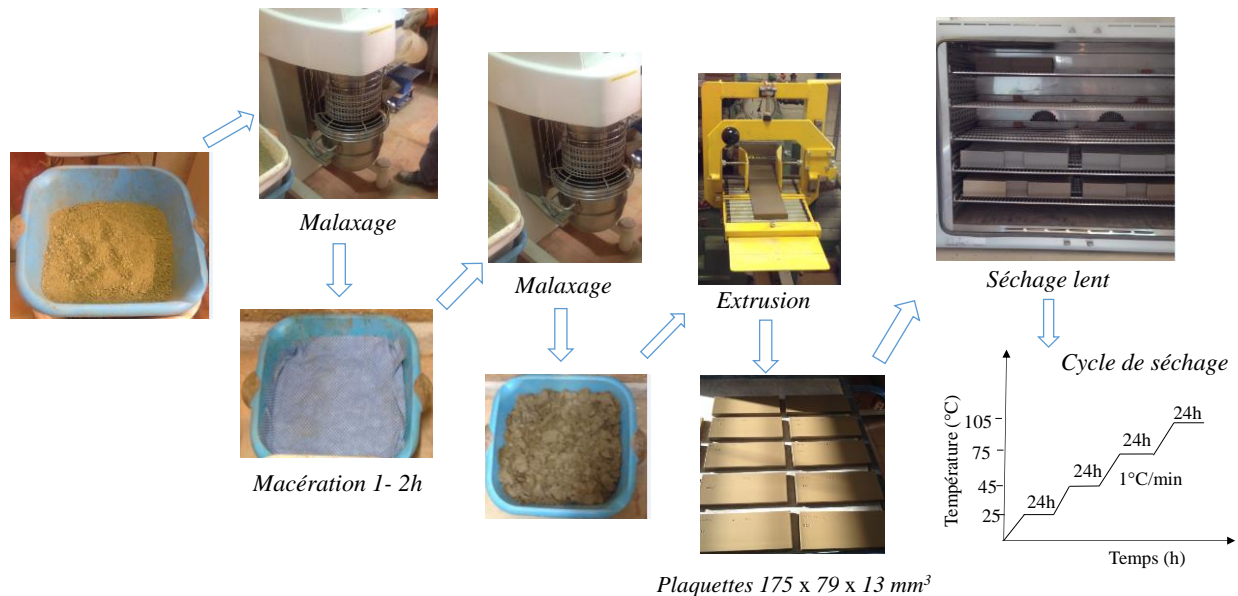 Malaxage
Macération 1- 2h
Malaxage
Extrusion
Plaquettes 175 x 79 x 13 mm³
Séchage lent
Cycle de séchage
Température (°C)
105
75
45
25
24h
24h
24h
24h
1°C/min
Temps (h)